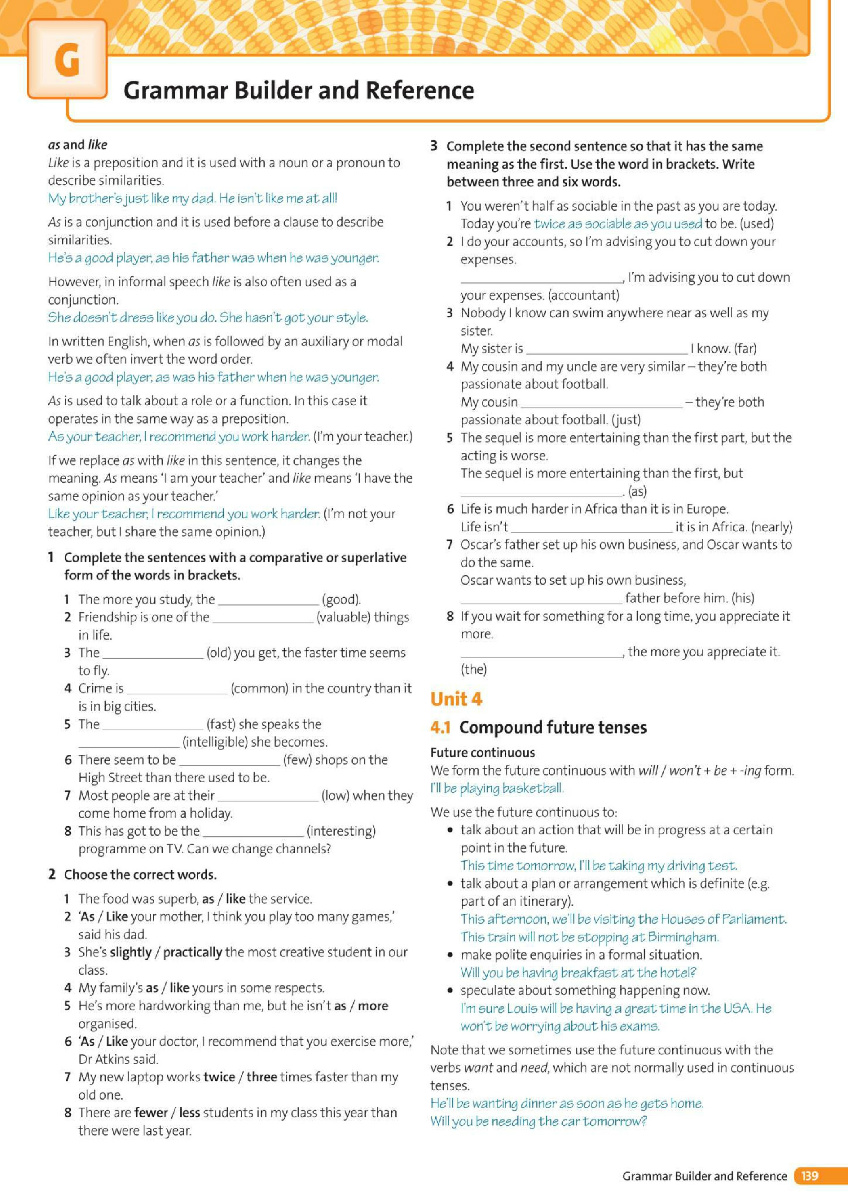 G
Grammar Builder and Reference
as and like
Like is a preposition and it is used with a noun or a pronoun to
describe similarities.
My brother's just like my dad. He isn't like me at all!
As is a conjunction and it is used before a clause to describe
similarities.
He's a good player, as his father was when he was younger.
However, in informal speech like is also often used as a
conjunction.
She doesn't dress like you do. She hasn't got your style.
In written English, when as is followed by an auxiliary or modal
verb we often invert the word order.
He's a good player, as was his father when he was younger.
As is used to talk about a role or a function. In this case it
operates in the same way as a preposition.
As your teacher, I recommend you work harder. (I'm your teacher.)
If we replace as with like in this sentence, it changes the
meaning. As means 'I am your teacher' and like means 'I have the
same opinion as your teacher.'
Like your teacher, I recommend you work harder. (I'm not your
teacher, but I share the same opinion.)
1 Complete the sentences with a comparative or superlative
form of the words in brackets.
1 The more you study, the ______________ (good).
2 Friendship is one of the ______________ (valuable) things
in life.
3 The ______________ (old) you get, the faster time seems
to fly.
4 Crime is ______________ (common) in the country than it
is in big cities.
5 The ______________ (fast) she speaks the
______________ (intelligible) she becomes.
6 There seem to be ______________ (few) shops on the
High Street than there used to be.
7 Most people are at their ______________ (low) when they
come home from a holiday.
8 This has got to be the ______________ (interesting)
programme on TV. Can we change channels?
2 Choose the correct words.
1 The food was superb, as / like the service.
2 'As / Like your mother, I think you play too many games,'
said his dad.
3 She's slightly / practically the most creative student in our
class.
4 My family's as / like yours in some respects.
5 He's more hardworking than me, but he isn't as / more
organised.
6 'As / Like your doctor, I recommend that you exercise more,'
Dr Atkins said.
7 My new laptop works twice / three times faster than my
old one.
8 There are fewer / less students in my class this year than
there were last year.
3 Complete the second sentence so that it has the same
meaning as the first. Use the word in brackets. Write
between three and six words.
1 You weren't half as sociable in the past as you are today.
Today you're twice as sociable as you used to be. (used)
2 I do your accounts, so I'm advising you to cut down your
expenses.
______________________, I'm advising you to cut down
your expenses. (accountant)
3 Nobody I know can swim anywhere near as well as my
sister.
My sister is ______________________ I know. (far)
4 My cousin and my uncle are very similar – they're both
passionate about football.
My cousin ______________________ – they're both
passionate about football. (just)
5 The sequel is more entertaining than the first part, but the
acting is worse.
The sequel is more entertaining than the first, but
______________________. (as)
6 Life is much harder in Africa than it is in Europe.
Life isn't ______________________ it is in Africa. (nearly)
7 Oscar's father set up his own business, and Oscar wants to
do the same.
Oscar wants to set up his own business,
______________________ father before him. (his)
8 If you wait for something for a long time, you appreciate it
more.
______________________, the more you appreciate it.
(the)
Unit 4
4.1 Compound future tenses
Future continuous
We form the future continuous with will / won't + be + -ing form.
I'll be playing basketball.
We use the future continuous to:
• talk about an action that will be in progress at a certain
point in the future.
This time tomorrow, I'll be taking my driving test.
• talk about a plan or arrangement which is definite (e.g.
part of an itinerary).
This afternoon, we'll be visiting the Houses of Parliament.
This train will not be stopping at Birmingham.
• make polite enquiries in a formal situation.
Will you be having breakfast at the hotel?
• speculate about something happening now.
I'm sure Louis will be having a great time in the USA. He
won't be worrying about his exams.
Note that we sometimes use the future continuous with the
verbs want and need, which are not normally used in continuous
tenses.
He'll be wanting dinner as soon as he gets home.
Will you be needing the car tomorrow?
Grammar Builder and Reference 139